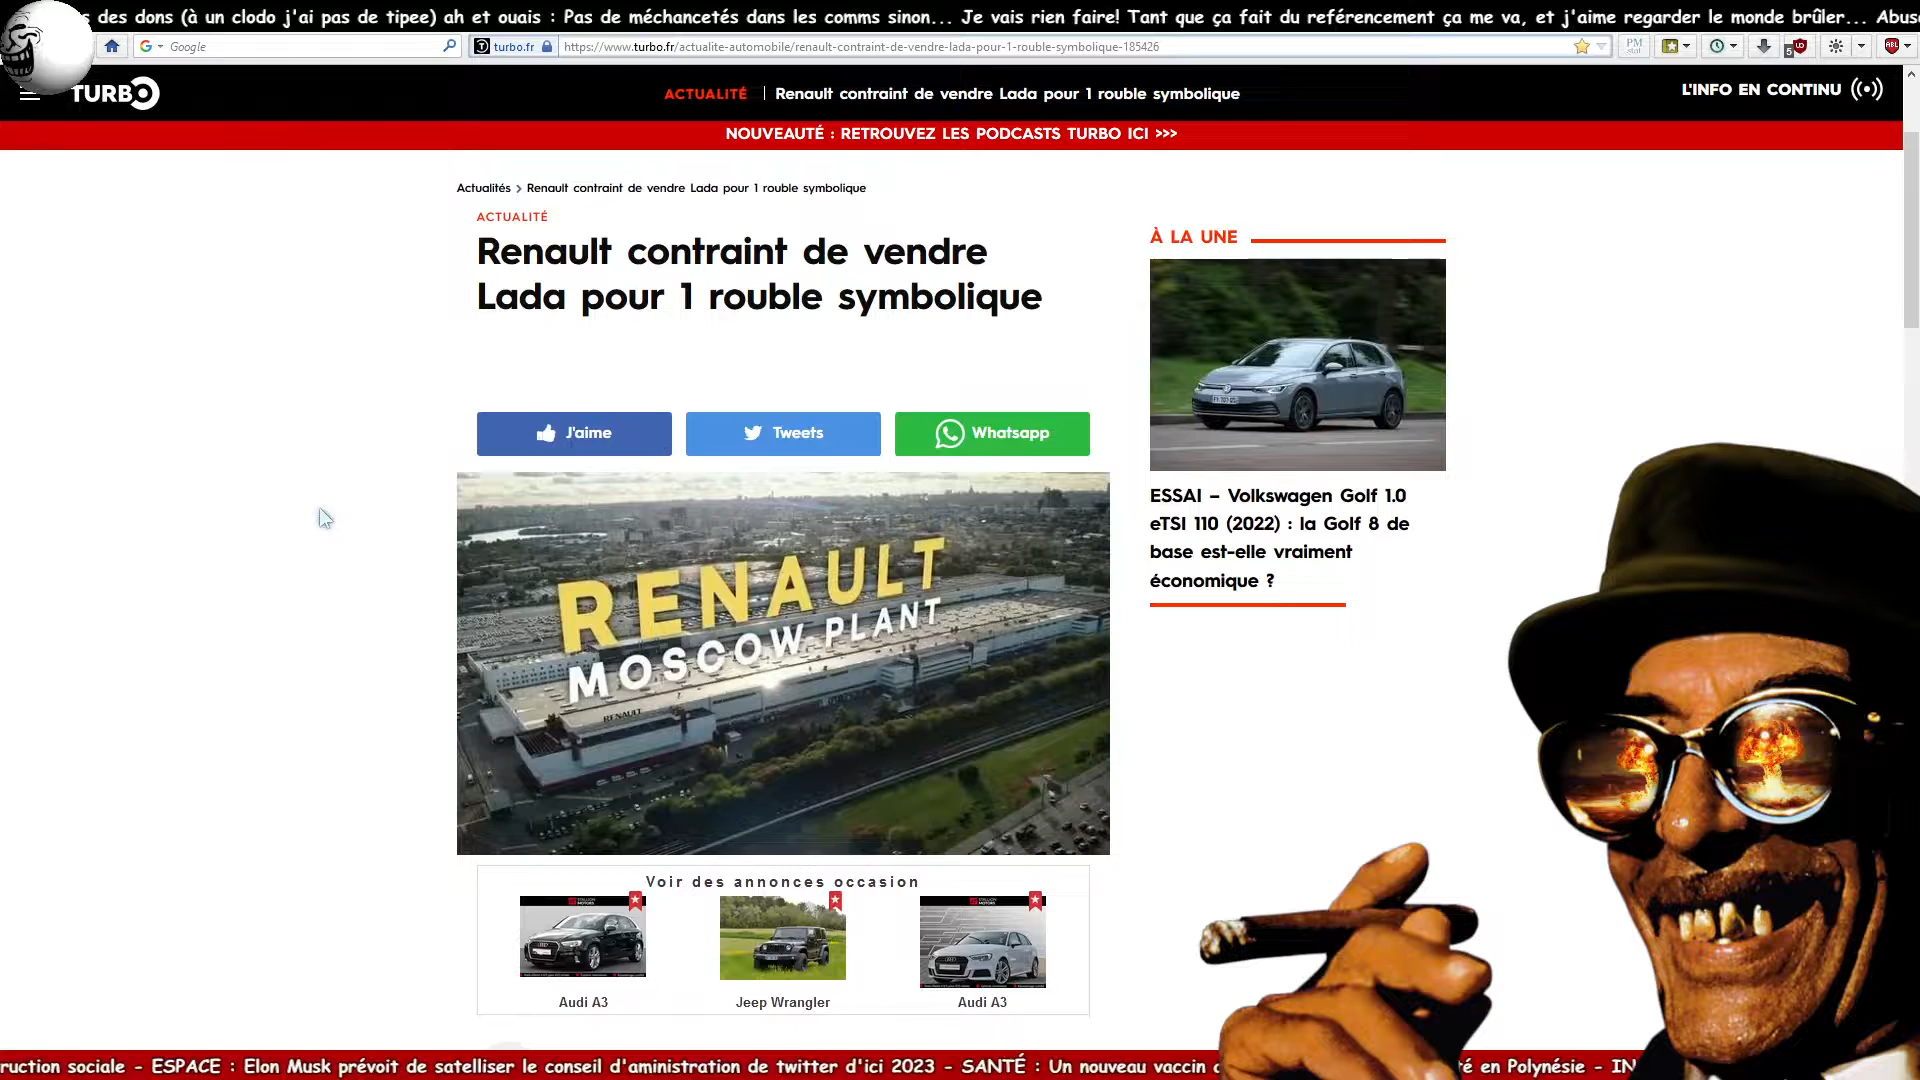 des dons (à un clodo j'ai pas de tipee) ah et ouais : Pas de méchancetés dans les comms sinon... Je vais rien faire! Tant que ça fait du reférencement ça me va, et j'aime regarder le monde brûler... Abus
Google
turbo.fr
https://www.turbo.fr/actualite-automobile/renault-contraint-de-vendre-lada-pour-1-rouble-symbolique-185426
PM
5
ABL
TURBO
ACTUALITÉ | Renault contraint de vendre Lada pour 1 rouble symbolique
L'INFO EN CONTINU
NOUVEAUTÉ : RETROUVEZ LES PODCASTS TURBO ICI >>>
Actualités > Renault contraint de vendre Lada pour 1 rouble symbolique
ACTUALITÉ
Renault contraint de vendre
Lada pour 1 rouble symbolique
J'aime
Tweets
Whatsapp
RENAULT
MOSCOW PLANT
RENAULT
À LA UNE
ESSAI – Volkswagen Golf 1.0
eTSI 110 (2022) : la Golf 8 de
base est-elle vraiment
économique ?
Voir des annonces occasion
Audi A3
Jeep Wrangler
Audi A3
ruction sociale - ESPACE : Elon Musk prévoit de satelliser le conseil d'aministration de twitter d'ici 2023 - SANTÉ : Un nouveau vaccin
té en Polynésie - IN